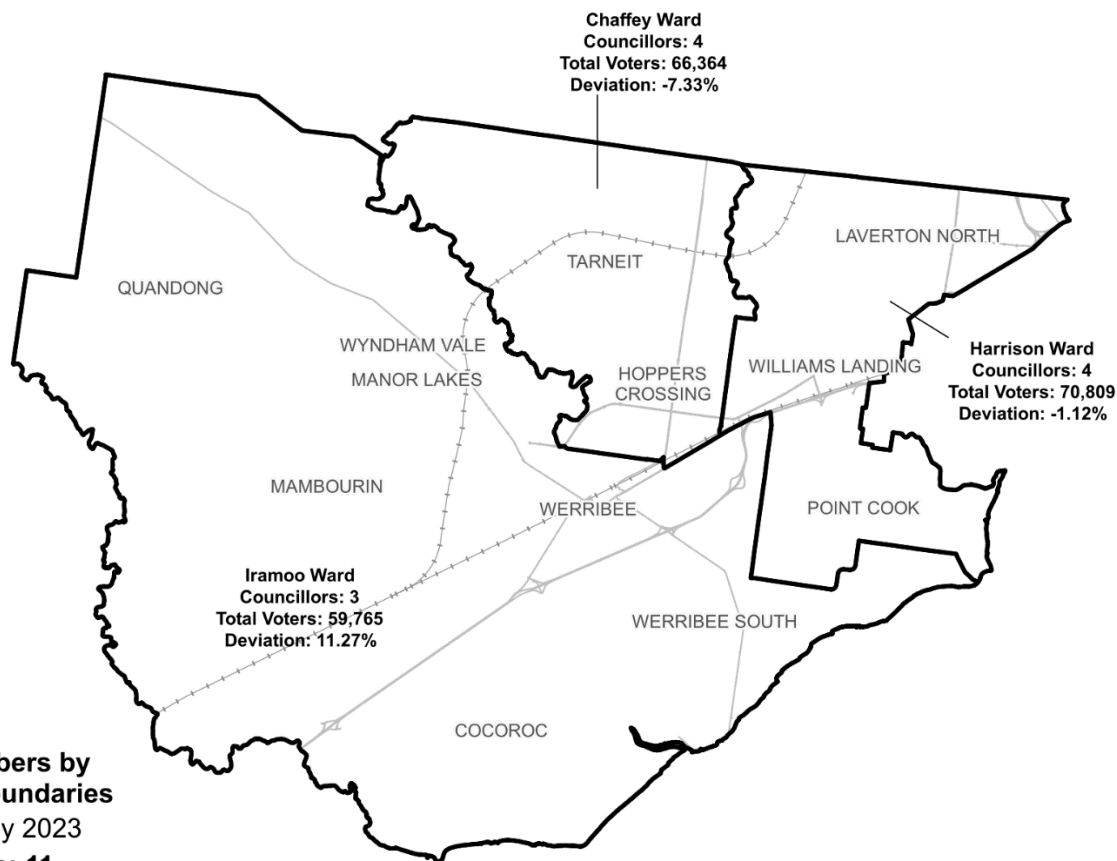 Chaffey Ward
Councillors: 4
Total Voters: 66,364
Deviation: -7.33%
LAVERTON NORTH
TARNEIT
QUANDONG
WYNDHAM VALE
MANOR LAKES
HOPPERS
CROSSING
WILLIAMS LANDING
Harrison Ward
Councillors: 4
Total Voters: 70,809
Deviation: -1.12%
MAMBOURIN
WERRIBEE
POINT COOK
Iramoo Ward
Councillors: 3
Total Voters: 59,765
Deviation: 11.27%
WERRIBEE SOUTH
COCOROC
bers by
undaries
y 2023
11